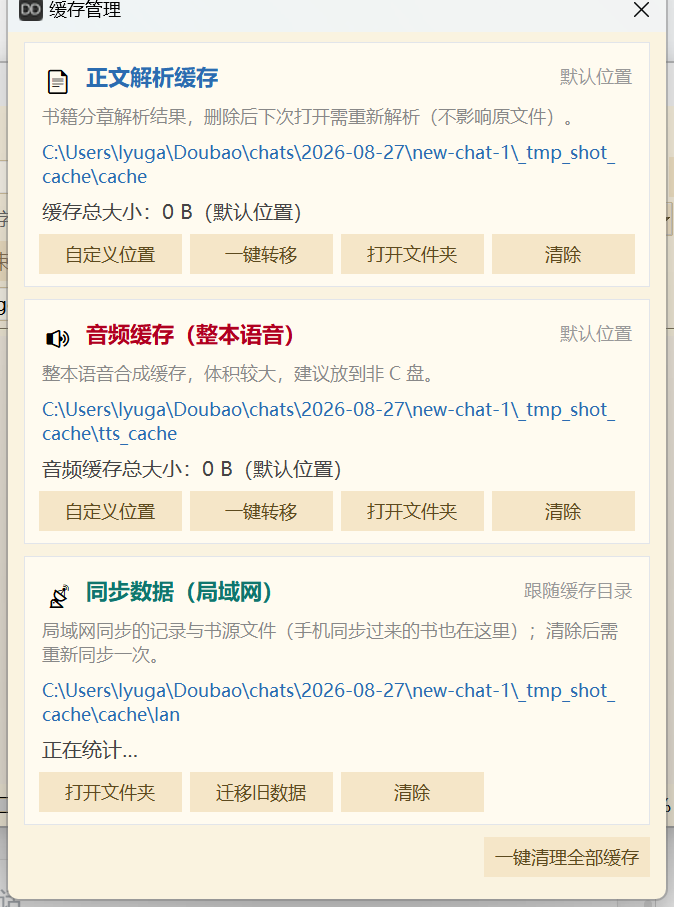 缓存管理
正文解析缓存
默认位置
书籍分章解析结果，删除后下次打开需重新解析（不影响原文件）。
C:\Users\lyuga\Doubao\chats\2026-08-27\new-chat-1\_tmp_shot_
cache\cache
缓存总大小：0 B（默认位置）
自定义位置 一键转移 打开文件夹 清除
音频缓存（整本语音）
默认位置
整本语音合成缓存，体积较大，建议放到非 C 盘。
C:\Users\lyuga\Doubao\chats\2026-08-27\new-chat-1\_tmp_shot_
cache\tts_cache
音频缓存总大小：0 B（默认位置）
自定义位置 一键转移 打开文件夹 清除
同步数据（局域网）
跟随缓存目录
局域网同步的记录与书源文件（手机同步过来的书也在这里）；清除后需
重新同步一次。
C:\Users\lyuga\Doubao\chats\2026-08-27\new-chat-1\_tmp_shot_
cache\cache\lan
正在统计...
打开文件夹 迁移旧数据 清除
一键清理全部缓存